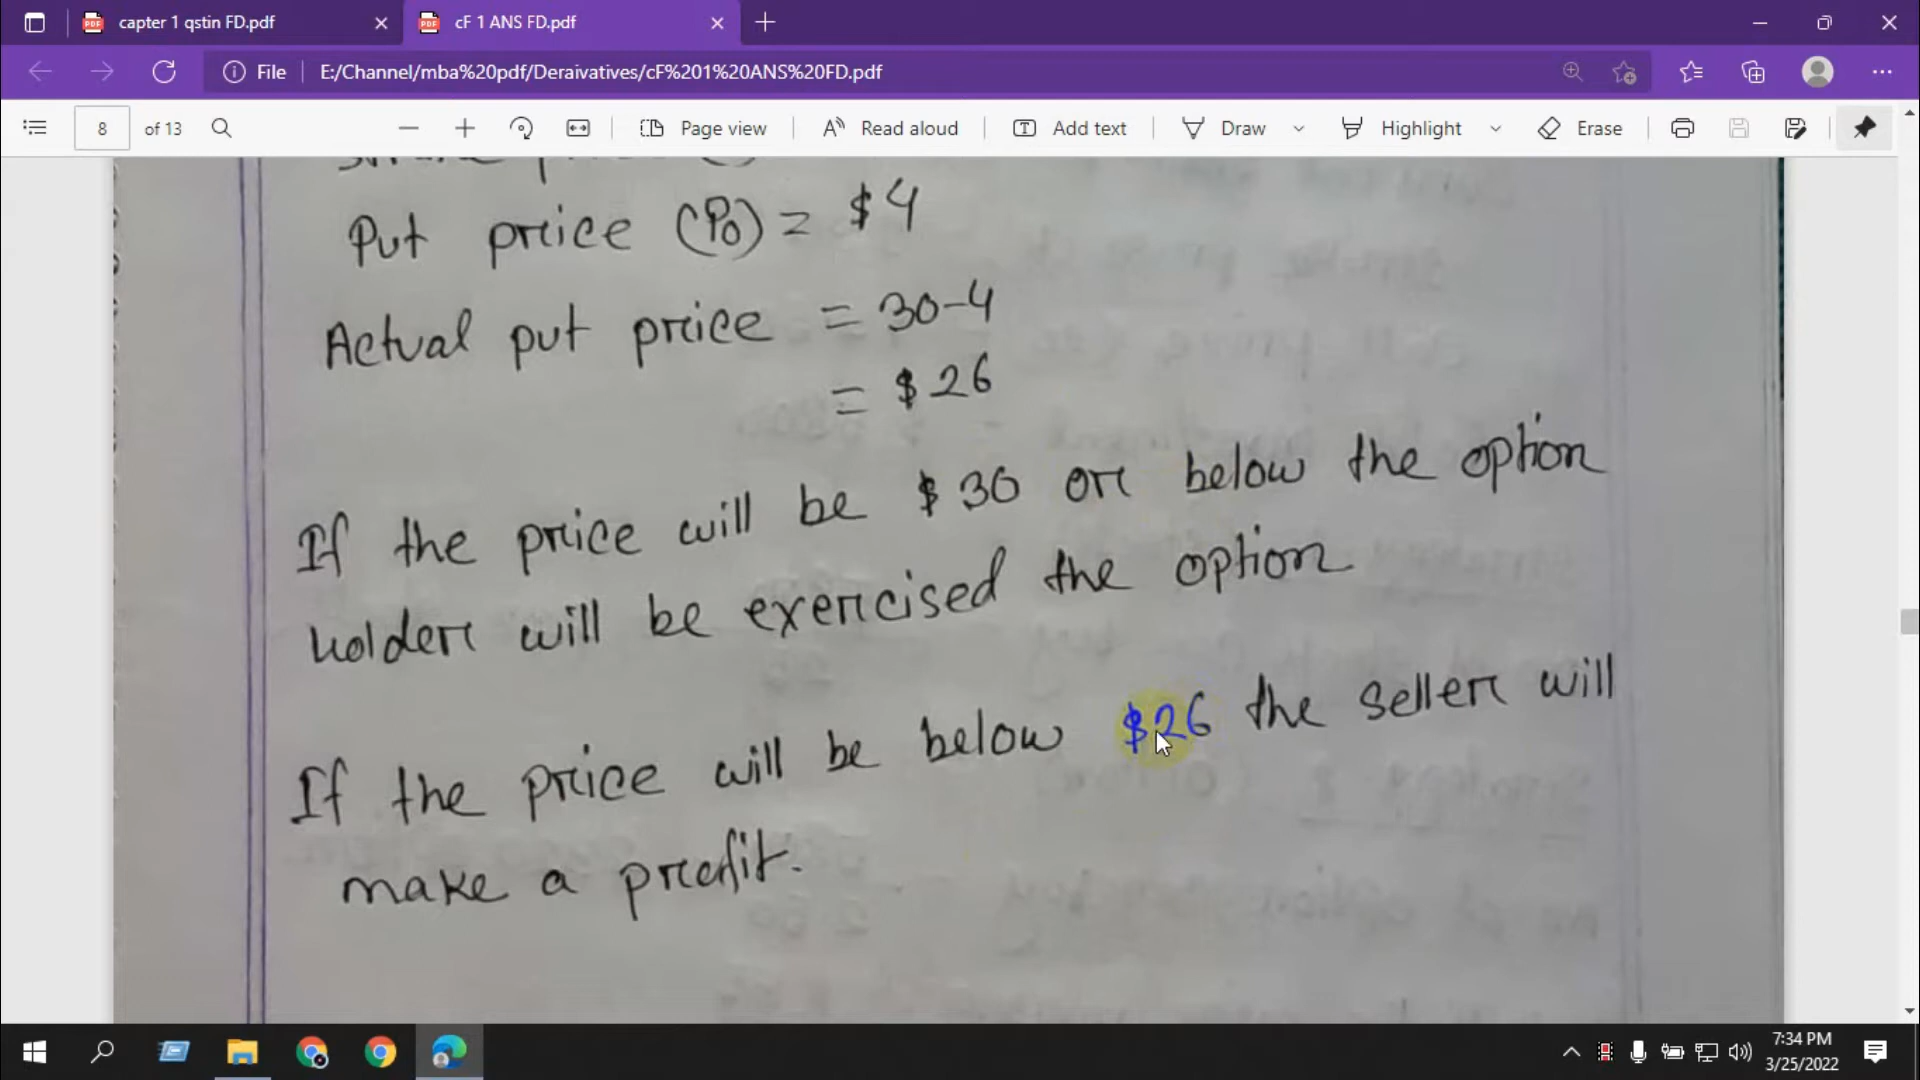 capter 1 qstin FD.pdf
cF 1 ANS FD.pdf
File
E:/Channel/mba%20pdf/Deraivatives/cF%201%20ANS%20FD.pdf
8 of 13
Page view
Read aloud
Add text
Draw
Highlight
Erase
Put price (P0) = $4
Actual put price = 30-4
= $26
If the price will be $30 or below the option
holder will be exercised the option
If the price will be below $26 the seller will
make a profit.
7:34 PM
3/25/2022